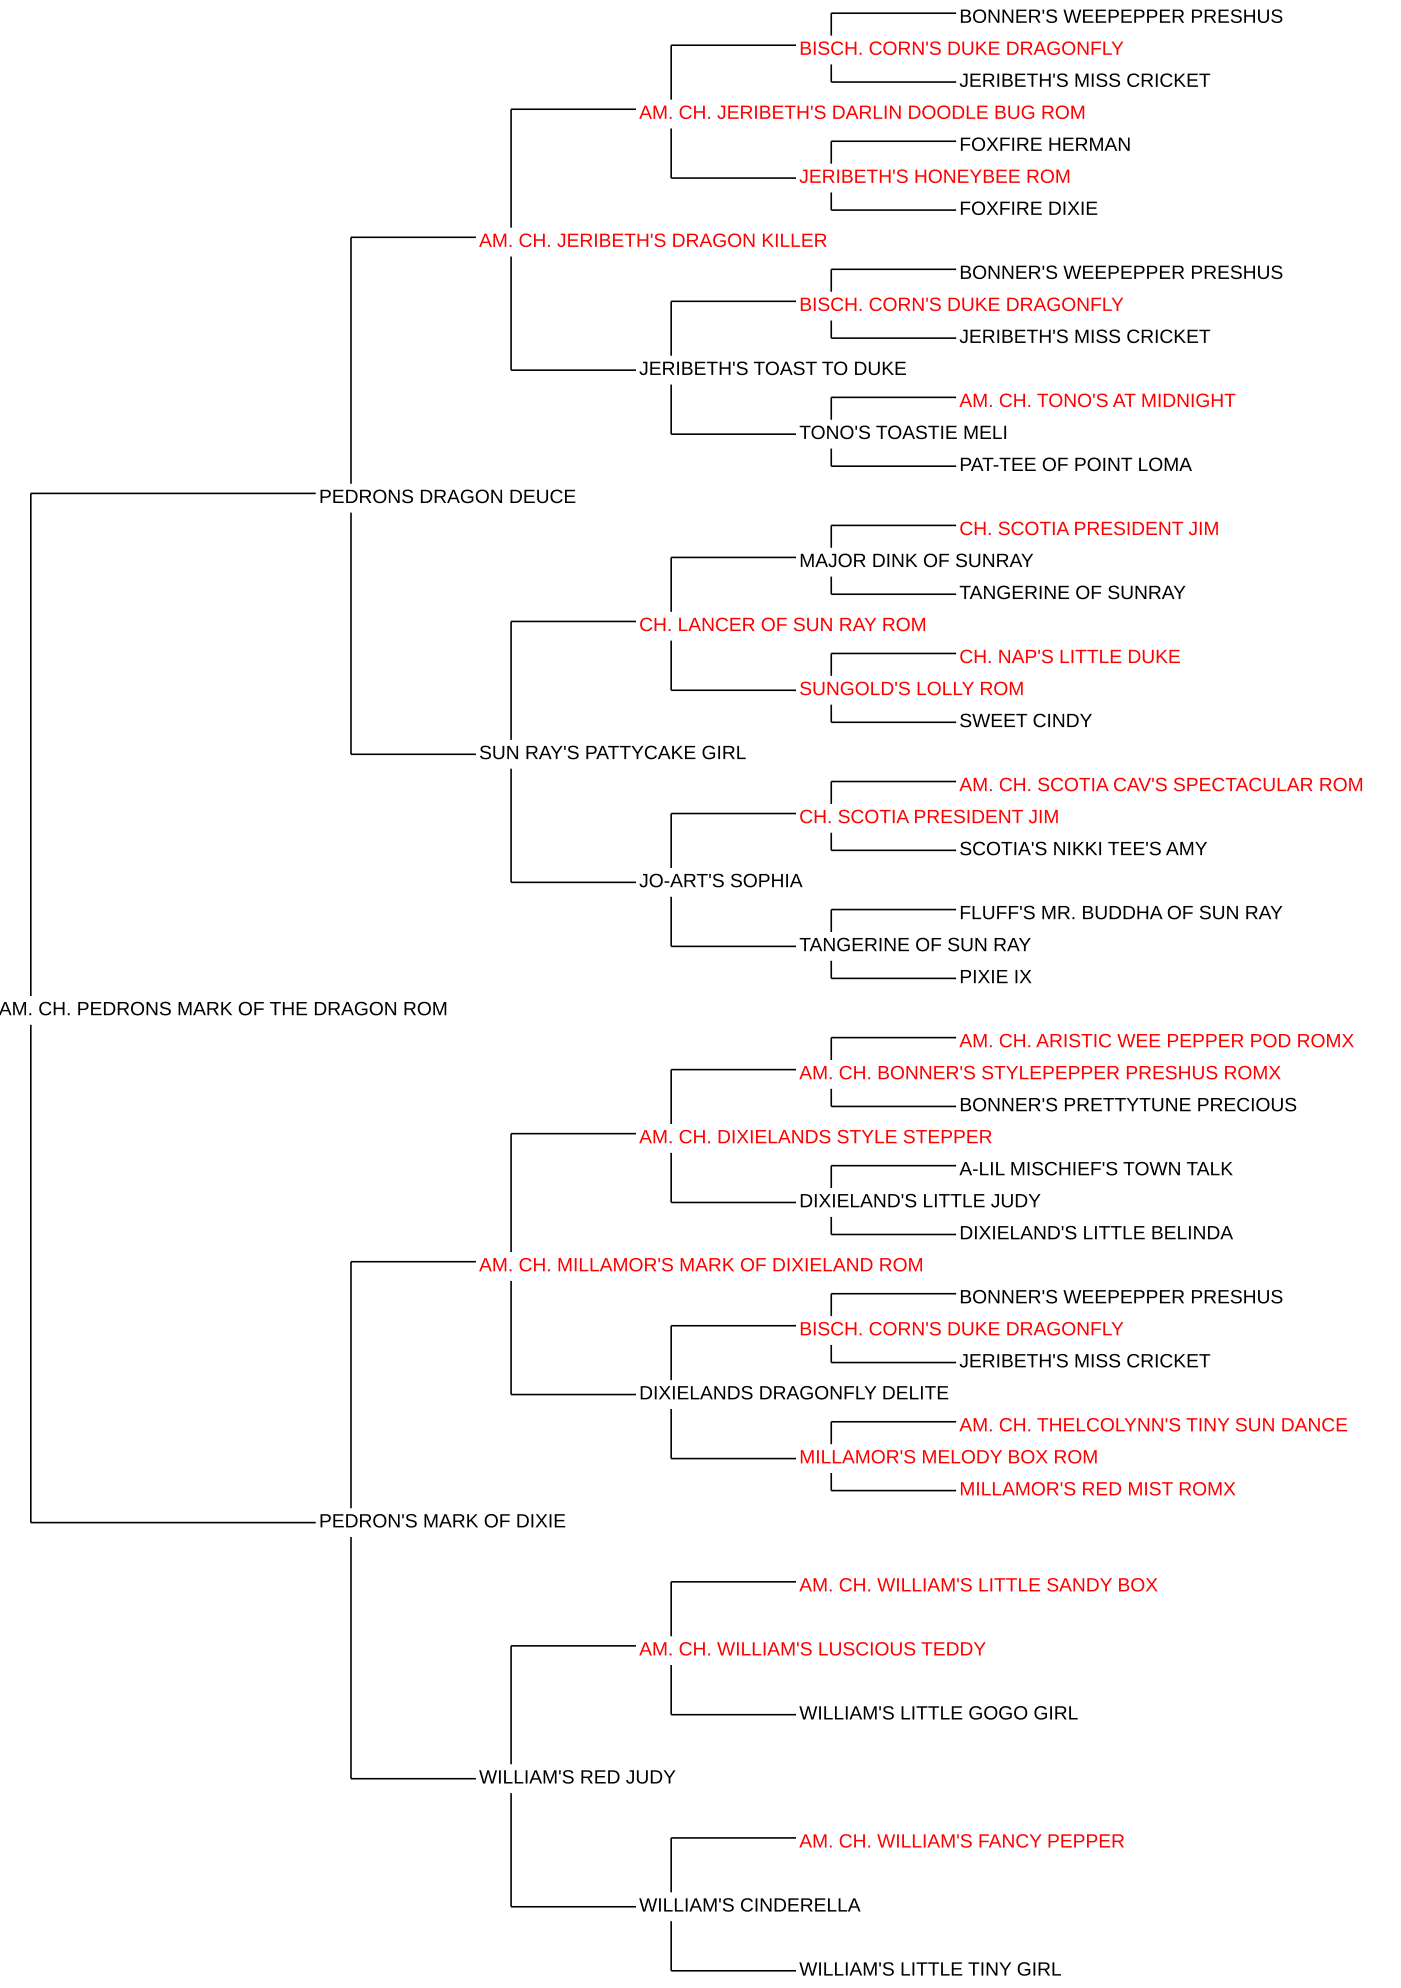 BONNER'S WEEPEPPER PRESHUS
BISCH. CORN'S DUKE DRAGONFLY
JERIBETH'S MISS CRICKET
AM. CH. JERIBETH'S DARLIN DOODLE BUG ROM
FOXFIRE HERMAN
JERIBETH'S HONEYBEE ROM
FOXFIRE DIXIE
AM. CH. JERIBETH'S DRAGON KILLER
BONNER'S WEEPEPPER PRESHUS
BISCH. CORN'S DUKE DRAGONFLY
JERIBETH'S MISS CRICKET
JERIBETH'S TOAST TO DUKE
AM. CH. TONO'S AT MIDNIGHT
TONO'S TOASTIE MELI
PAT-TEE OF POINT LOMA
PEDRONS DRAGON DEUCE
CH. SCOTIA PRESIDENT JIM
MAJOR DINK OF SUNRAY
TANGERINE OF SUNRAY
CH. LANCER OF SUN RAY ROM
CH. NAP'S LITTLE DUKE
SUNGOLD'S LOLLY ROM
SWEET CINDY
SUN RAY'S PATTYCAKE GIRL
AM. CH. SCOTIA CAV'S SPECTACULAR ROM
CH. SCOTIA PRESIDENT JIM
SCOTIA'S NIKKI TEE'S AMY
JO-ART'S SOPHIA
FLUFF'S MR. BUDDHA OF SUN RAY
TANGERINE OF SUN RAY
PIXIE IX
AM. CH. PEDRONS MARK OF THE DRAGON ROM
AM. CH. ARISTIC WEE PEPPER POD ROMX
AM. CH. BONNER'S STYLEPEPPER PRESHUS ROMX
BONNER'S PRETTYTUNE PRECIOUS
AM. CH. DIXIELANDS STYLE STEPPER
A-LIL MISCHIEF'S TOWN TALK
DIXIELAND'S LITTLE JUDY
DIXIELAND'S LITTLE BELINDA
AM. CH. MILLAMOR'S MARK OF DIXIELAND ROM
BONNER'S WEEPEPPER PRESHUS
BISCH. CORN'S DUKE DRAGONFLY
JERIBETH'S MISS CRICKET
DIXIELANDS DRAGONFLY DELITE
AM. CH. THELCOLYNN'S TINY SUN DANCE
MILLAMOR'S MELODY BOX ROM
MILLAMOR'S RED MIST ROMX
PEDRON'S MARK OF DIXIE
AM. CH. WILLIAM'S LITTLE SANDY BOX
AM. CH. WILLIAM'S LUSCIOUS TEDDY
WILLIAM'S LITTLE GOGO GIRL
WILLIAM'S RED JUDY
AM. CH. WILLIAM'S FANCY PEPPER
WILLIAM'S CINDERELLA
WILLIAM'S LITTLE TINY GIRL